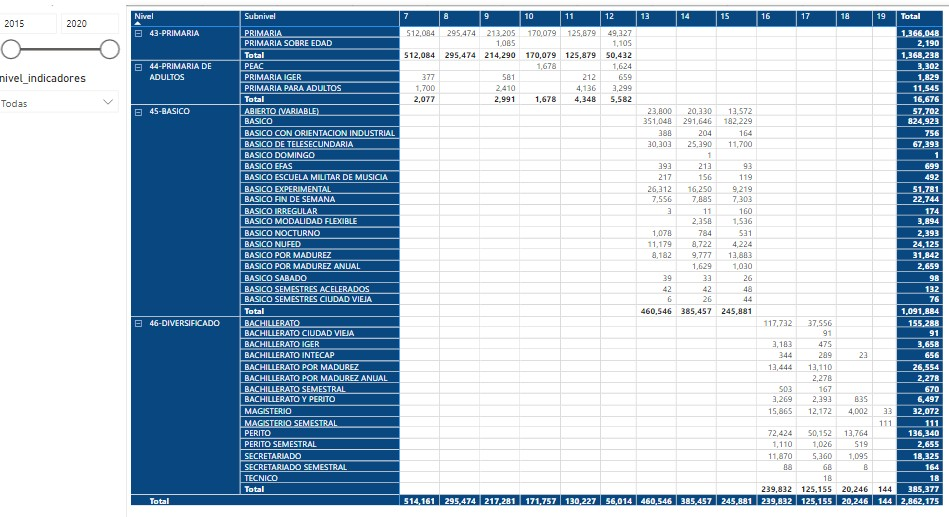 2015 2020
nivel_indicadores
Todas
Nivel Subnivel 7 8 9 10 11 12 13 14 15 16 17 18 19 Total
43-PRIMARIA PRIMARIA 512,084 295,474 213,205 170,079 125,879 49,327 1,366,048
PRIMARIA SOBRE EDAD 1,085 1,105 2,190
Total 512,084 295,474 214,290 170,079 125,879 50,432 1,368,238
44-PRIMARIA DE ADULTOS PEAC 1,678 1,624 3,302
PRIMARIA IGER 377 581 212 659 1,829
PRIMARIA PARA ADULTOS 1,700 2,410 4,136 3,299 11,545
Total 2,077 2,991 1,678 4,348 5,582 16,676
45-BASICO ABIERTO (VARIABLE) 23,800 20,330 13,572 57,702
BASICO 351,048 291,646 182,229 824,923
BASICO CON ORIENTACION INDUSTRIAL 388 204 164 756
BASICO DE TELESECUNDARIA 30,303 25,390 11,700 67,393
BASICO DOMINGO 1 1
BASICO EFAS 393 213 93 699
BASICO ESCUELA MILITAR DE MUSICIA 217 156 119 492
BASICO EXPERIMENTAL 26,312 16,250 9,219 51,781
BASICO FIN DE SEMANA 7,556 7,885 7,303 22,744
BASICO IRREGULAR 3 11 160 174
BASICO MODALIDAD FLEXIBLE 2,358 1,536 3,894
BASICO NOCTURNO 1,078 784 531 2,393
BASICO NUFED 11,179 8,722 4,224 24,125
BASICO POR MADUREZ 8,182 9,777 13,883 31,842
BASICO POR MADUREZ ANUAL 1,629 1,030 2,659
BASICO SABADO 39 33 26 98
BASICO SEMESTRES ACELERADOS 42 42 48 132
BASICO SEMESTRES CIUDAD VIEJA 6 26 44 76
Total 460,546 385,457 245,881 1,091,884
46-DIVERSIFICADO BACHILLERATO 117,732 37,556 155,288
BACHILLERATO CIUDAD VIEJA 91 91
BACHILLERATO IGER 3,183 475 3,658
BACHILLERATO INTECAP 344 289 23 656
BACHILLERATO POR MADUREZ 13,444 13,110 26,554
BACHILLERATO POR MADUREZ ANUAL 2,278 2,278
BACHILLERATO SEMESTRAL 503 167 670
BACHILLERATO Y PERITO 3,269 2,393 835 6,497
MAGISTERIO 15,865 12,172 4,002 33 32,072
MAGISTERIO SEMESTRAL 111 111
PERITO 72,424 50,152 13,764 136,340
PERITO SEMESTRAL 1,110 1,026 519 2,655
SECRETARIADO 11,870 5,360 1,095 18,325
SECRETARIADO SEMESTRAL 88 68 8 164
TECNICO 18 18
Total 239,832 125,155 20,246 144 385,377
Total 514,161 295,474 217,281 171,757 130,227 56,014 460,546 385,457 245,881 239,832 125,155 20,246 144 2,862,175